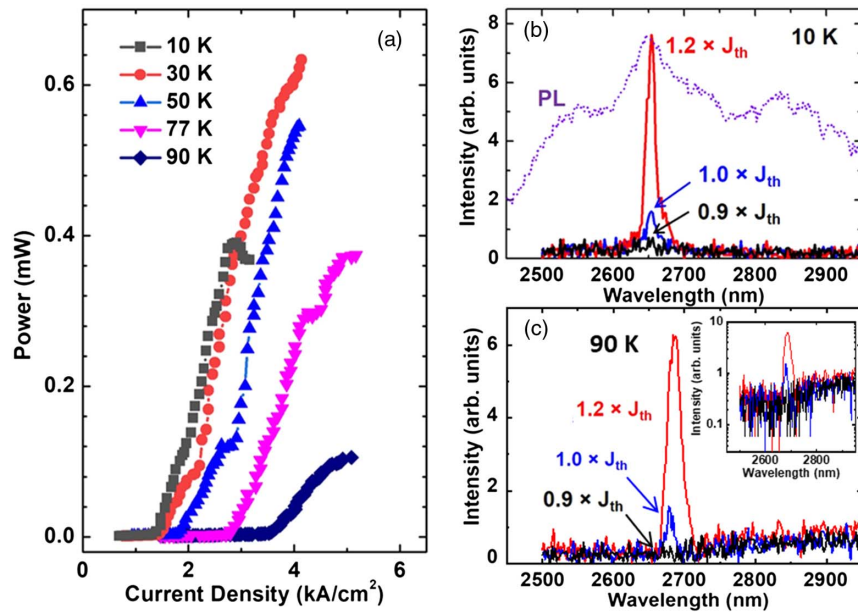 (a)
10 K
30 K
50 K
77 K
90 K
0.6
0.4
0.2
0.0
Power (mW)
0 2 4 6
Current Density (kA/cm²)
(b)
10 K
PL
1.2 × Jth
1.0 × Jth
0.9 × Jth
10
8
6
4
2
0
Intensity (arb. units)
2500 2600 2700 2800 2900
Wavelength (nm)
(c)
90 K
1.2 × Jth
1.0 × Jth
0.9 × Jth
8
6
4
2
0
Intensity (arb. units)
2500 2600 2700 2800 2900
Wavelength (nm)
10
1
0.1
Intensity (arb. units)
2600 2800
Wavelength (nm)